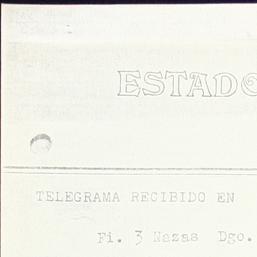 ESTADO
TELEGRAMA RECIBIDO EN
Fi. 3 Nazas Dgo.